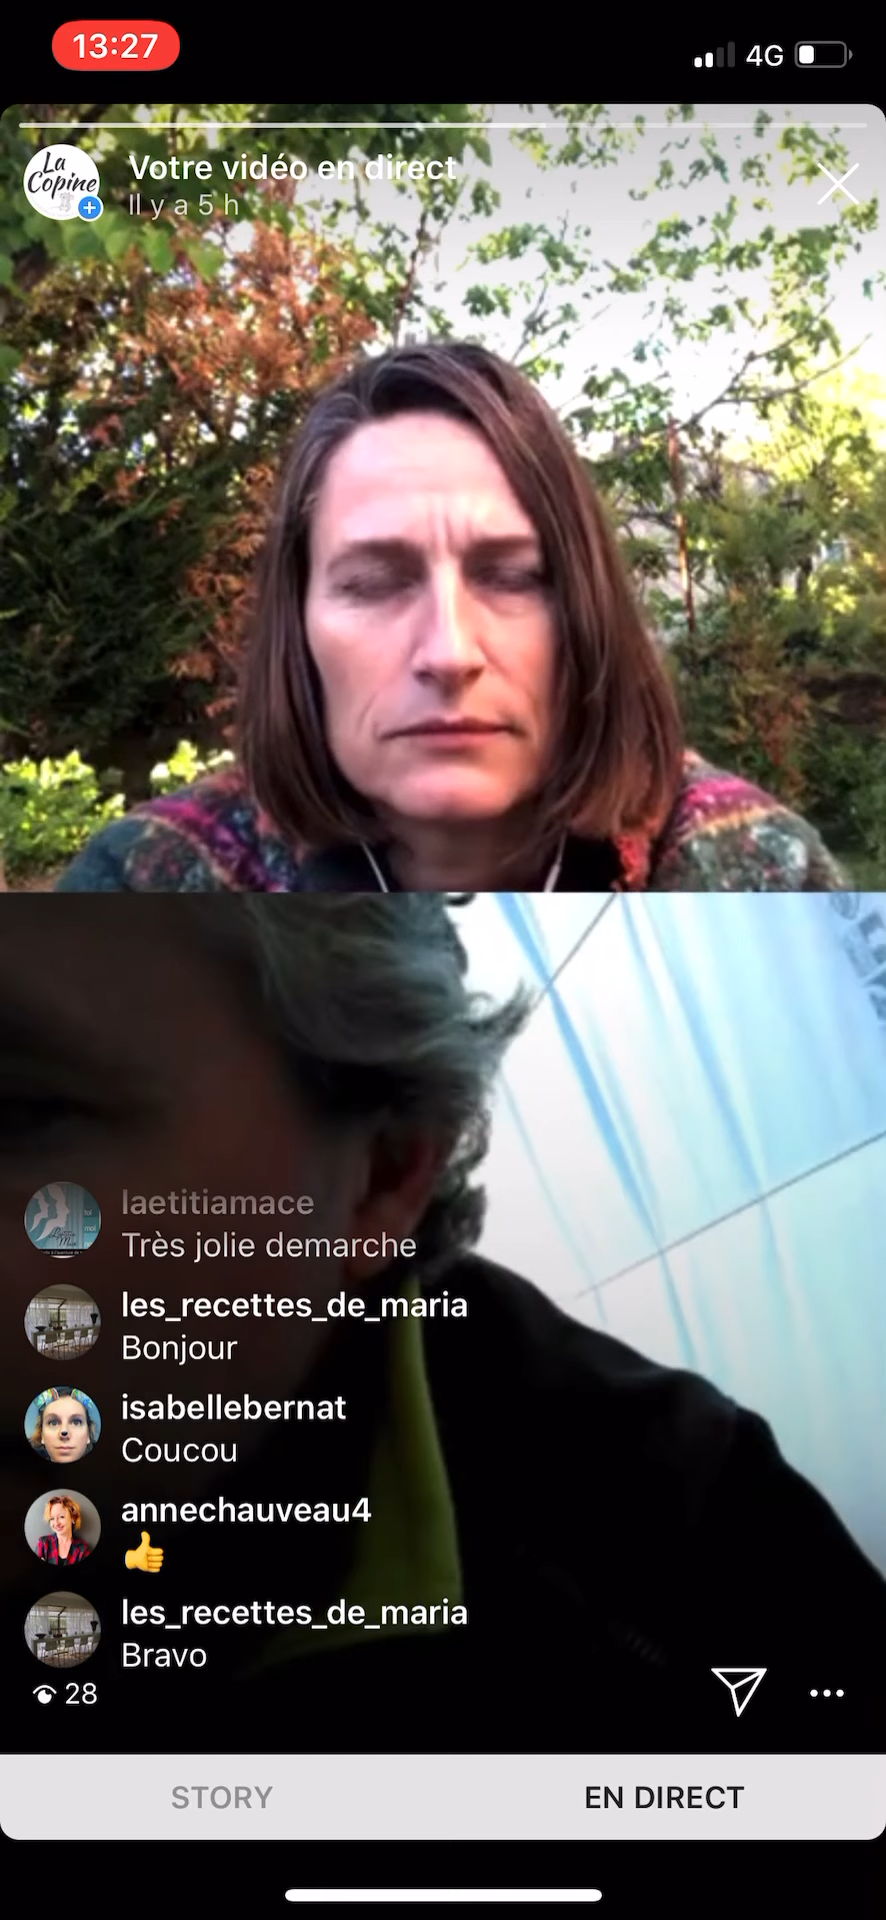 13:27
4G
La
Copine
Votre vidéo en direct
Il y a 5 h
laetitiamace
Très jolie demarche
les_recettes_de_maria
Bonjour
isabellebernat
Coucou
annechauveau4
👍
les_recettes_de_maria
Bravo
28
STORY
EN DIRECT